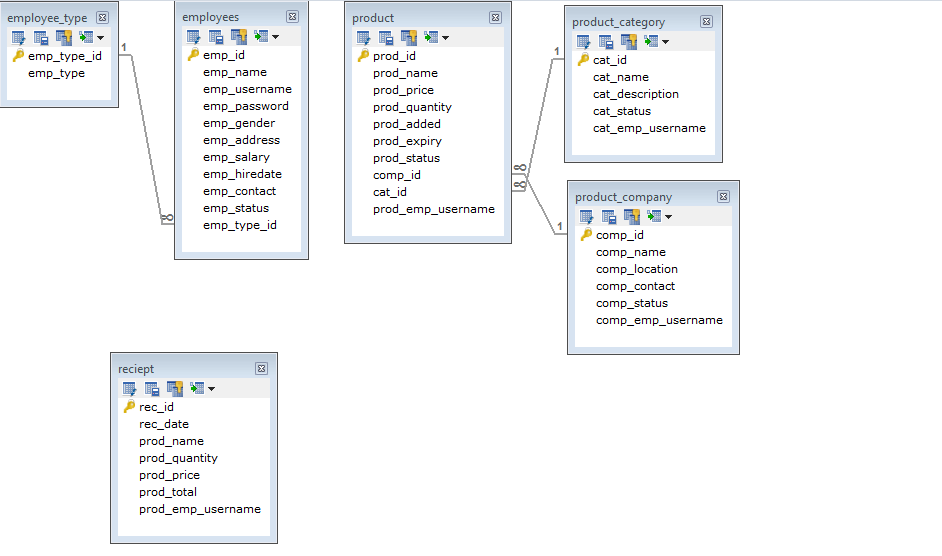 employee_type
emp_type_id
emp_type
1
employees
emp_id
emp_name
emp_username
emp_password
emp_gender
emp_address
emp_salary
emp_hiredate
emp_contact
emp_status
emp_type_id
product
prod_id
prod_name
prod_price
prod_quantity
prod_added
prod_expiry
prod_status
comp_id
cat_id
prod_emp_username
1
product_category
cat_id
cat_name
cat_description
cat_status
cat_emp_username
1
product_company
comp_id
comp_name
comp_location
comp_contact
comp_status
comp_emp_username
reciept
rec_id
rec_date
prod_name
prod_quantity
prod_price
prod_total
prod_emp_username